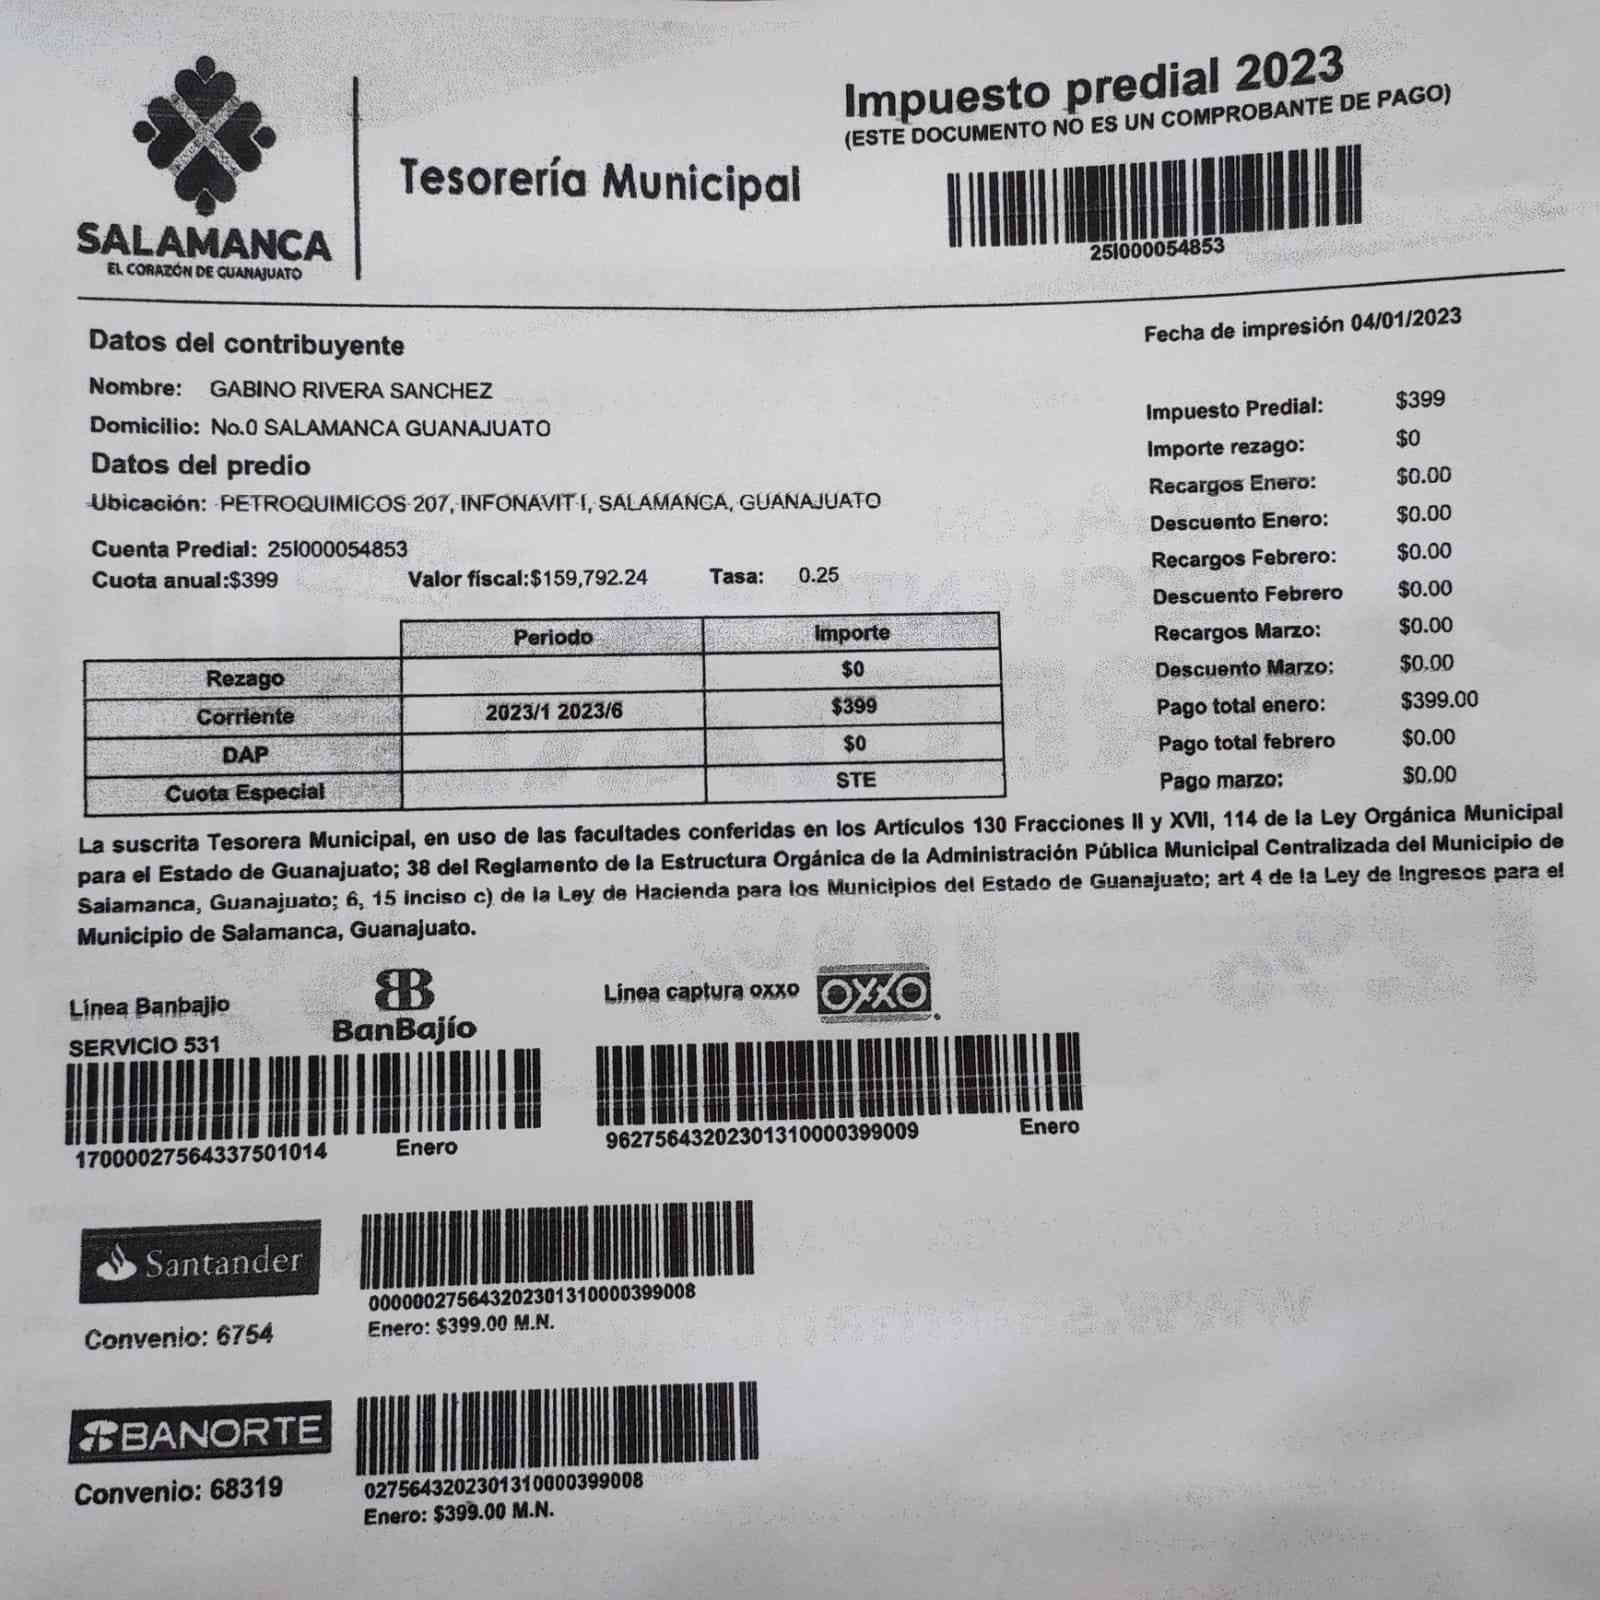 Impuesto predial 2023
(ESTE DOCUMENTO NO ES UN COMPROBANTE DE PAGO)
Tesorería Municipal
25I000054853
SALAMANCA
EL CORAZÓN DE GUANAJUATO
Fecha de impresión 04/01/2023
Datos del contribuyente
Nombre: GABINO RIVERA SANCHEZ
Domicilio: No.0 SALAMANCA GUANAJUATO
Datos del predio
Ubicación: PETROQUIMICOS 207, INFONAVIT I, SALAMANCA, GUANAJUATO
Cuenta Predial: 25I000054853
Cuota anual:$399 Valor fiscal:$159,792.24 Tasa: 0.25
Periodo Importe
Rezago $0
Corriente 2023/1 2023/6 $399
DAP $0
Cuota Especial STE
Impuesto Predial: $399
Importe rezago: $0
Recargos Enero: $0.00
Descuento Enero: $0.00
Recargos Febrero: $0.00
Descuento Febrero $0.00
Recargos Marzo: $0.00
Descuento Marzo: $0.00
Pago total enero: $399.00
Pago total febrero $0.00
Pago marzo: $0.00
La suscrita Tesorera Municipal, en uso de las facultades conferidas en los Artículos 130 Fracciones II y XVII, 114 de la Ley Orgánica Municipal
para el Estado de Guanajuato; 38 del Reglamento de la Estructura Orgánica de la Administración Pública Municipal Centralizada del Municipio de
Salamanca, Guanajuato; 6, 15 inciso c) de la Ley de Hacienda para los Municipios del Estado de Guanajuato; art 4 de la Ley de Ingresos para el
Municipio de Salamanca, Guanajuato.
Línea Banbajío
BanBajío
SERVICIO 531
17000027564337501014 Enero
Línea captura oxxo OXXO
96275643202301310000399009 Enero
Santander
Convenio: 6754
0000002756432023013​10000399008
Enero: $399.00 M.N.
BANORTE
Convenio: 68319
0275643202301310000399008
Enero: $399.00 M.N.